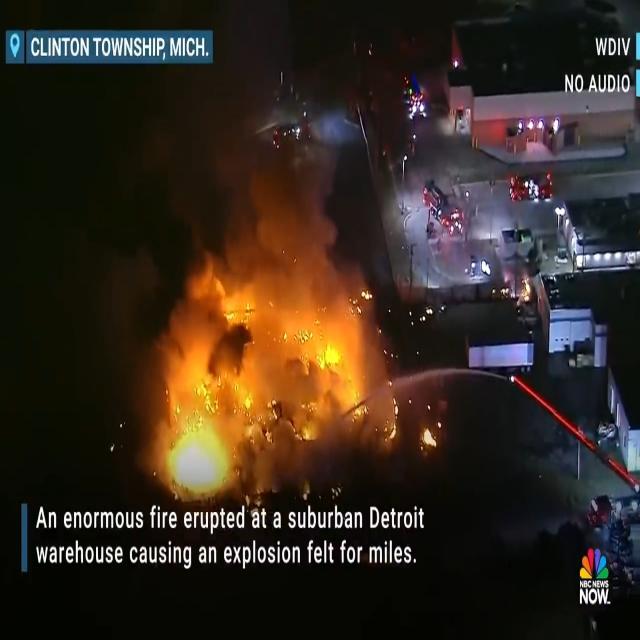 CLINTON TOWNSHIP, MICH.
WDIV
NO AUDIO
An enormous fire erupted at a suburban Detroit
warehouse causing an explosion felt for miles.
NBC NEWS
NOW